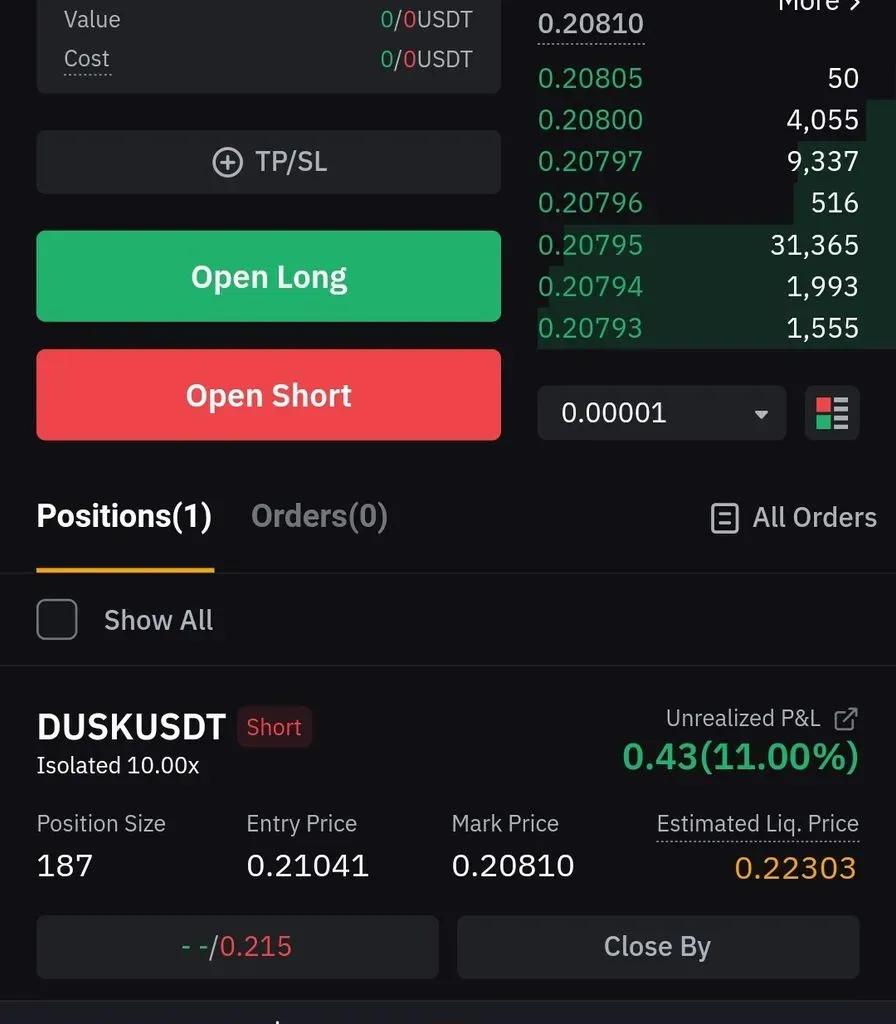 More
Value 0/0USDT
0.20810
Cost 0/0USDT
0.20805 50
0.20800 4,055
TP/SL
0.20797 9,337
0.20796 516
Open Long
0.20795 31,365
0.20794 1,993
0.20793 1,555
Open Short
0.00001
Positions(1) Orders(0) All Orders
Show All
DUSKUSDT Short
Isolated 10.00x
Unrealized P&L
0.43(11.00%)
Position Size Entry Price Mark Price Estimated Liq. Price
187 0.21041 0.20810 0.22303
- -/0.215 Close By